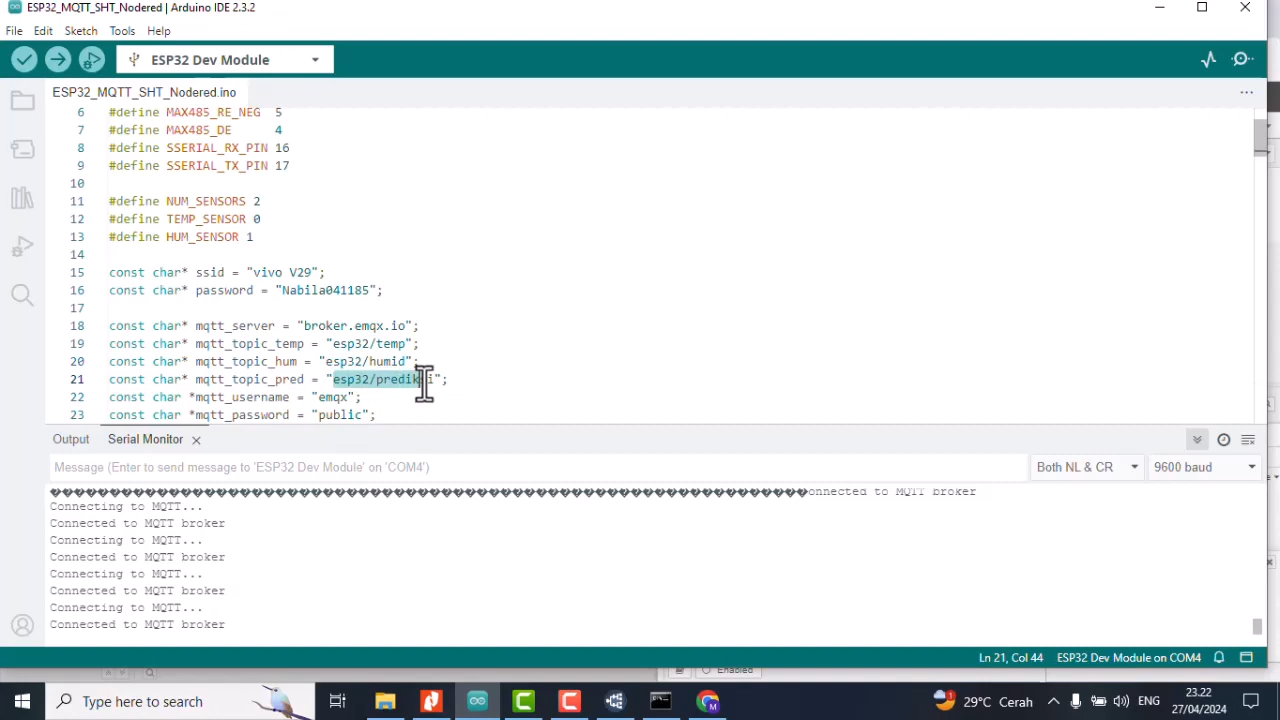 ESP32_MQTT_SHT_Nodered | Arduino IDE 2.3.2
File Edit Sketch Tools Help
ESP32 Dev Module
ESP32_MQTT_SHT_Nodered.ino
6 #define MAX485_RE_NEG 5
7 #define MAX485_DE 4
8 #define SSERIAL_RX_PIN 16
9 #define SSERIAL_TX_PIN 17
10
11 #define NUM_SENSORS 2
12 #define TEMP_SENSOR 0
13 #define HUM_SENSOR 1
14
15 const char* ssid = "vivo V29";
16 const char* password = "Nabila041185";
17
18 const char* mqtt_server = "broker.emqx.io";
19 const char* mqtt_topic_temp = "esp32/temp";
20 const char* mqtt_topic_hum = "esp32/humid";
21 const char* mqtt_topic_pred = "esp32/prediksi";
22 const char *mqtt_username = "emqx";
23 const char *mqtt_password = "public";
Output Serial Monitor
Message (Enter to send message to 'ESP32 Dev Module' on 'COM4') Both NL & CR 9600 baud
onnected to MQTT broker
Connecting to MQTT...
Connected to MQTT broker
Connecting to MQTT...
Connected to MQTT broker
Connecting to MQTT...
Connected to MQTT broker
Connecting to MQTT...
Connected to MQTT broker
Ln 21, Col 44 ESP32 Dev Module on COM4
Enabled
Type here to search
29°C Cerah ENG
23.22
27/04/2024